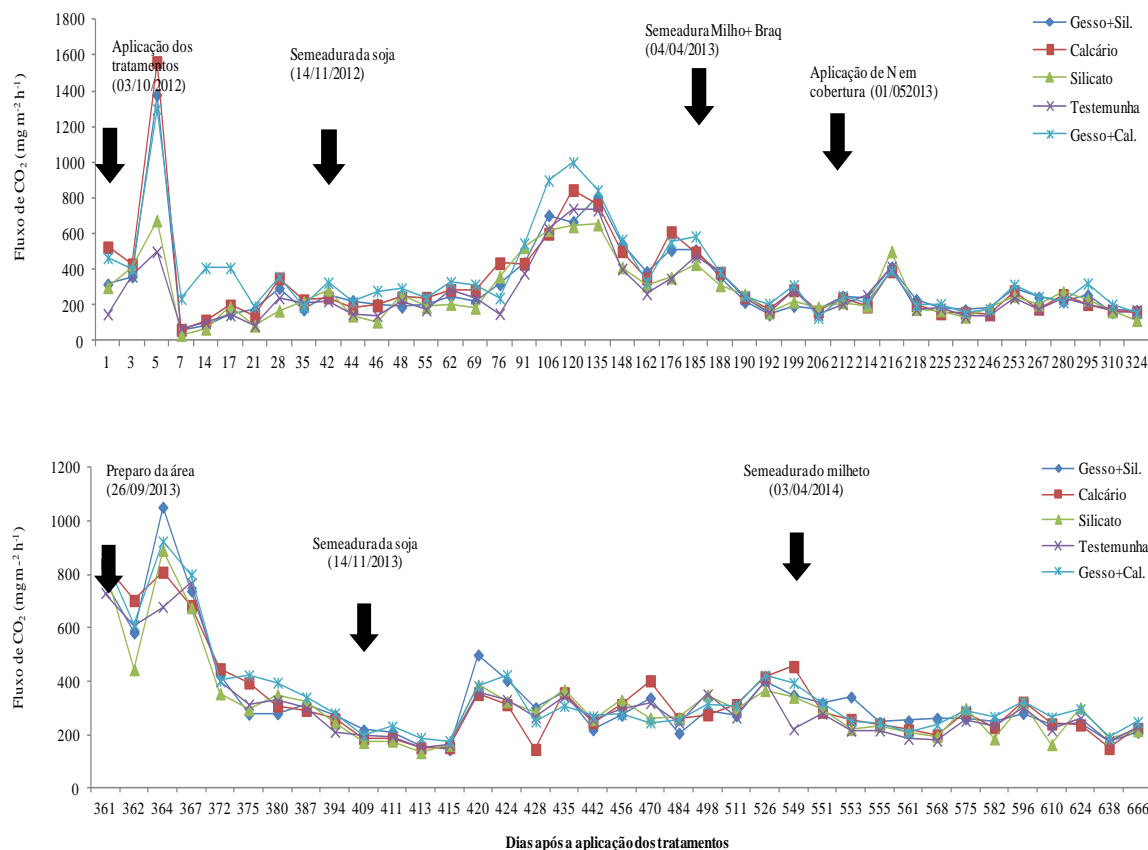 Fluxo de CO₂ (mg m⁻² h⁻¹)
1800
1600
1400
1200
1000
800
600
400
200
0
Aplicação dos
tratamentos
(03/10/2012)
Semeadura da soja
(14/11/2012)
Semeadura Milho+ Braq
(04/04/2013)
Aplicação de N em
cobertura (01/052013)
Gesso+Sil.
Calcário
Silicato
Testemunha
Gesso+Cal.
1 3 5 7 14 17 21 28 35 42 44 46 48 55 62 69 76 91 106 120 135 148 162 176 185 188 190 192 199 206 212 214 216 218 225 232 246 253 267 280 295 310 324
Fluxo de CO₂ (mg m⁻² h⁻¹)
1200
1000
800
600
400
200
0
Preparo da área
(26/09/2013)
Semeadura da soja
(14/11/2013)
Semeadura do milheto
(03/04/2014)
Gesso+Sil.
Calcário
Silicato
Testemunha
Gesso+Cal.
361 362 364 367 372 375 380 387 394 409 411 413 415 420 424 428 435 442 456 470 484 498 511 526 549 551 553 555 561 568 575 582 596 610 624 638 666
Dias após a aplicação dos tratamentos